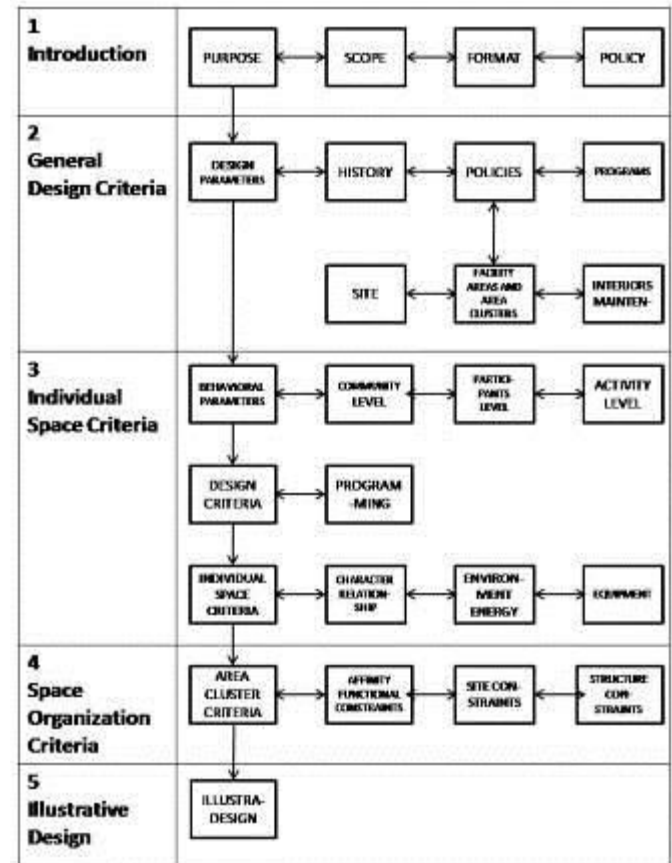 1
Introduction
PURPOSE
SCOPE
FORMAT
POLICY
2
General
Design Criteria
DESIGN
PARAMETERS
HISTORY
POLICIES
PROGRAMS
SITE
FACILITY
AREAS AND
AREA
CLUSTERS
INTERIORS
MAINTEN-
3
Individual
Space Criteria
BEHAVIORAL
PARAMETERS
COMMUNITY
LEVEL
PARTICI-
PANTS
LEVEL
ACTIVITY
LEVEL
DESIGN
CRITERIA
PROGRAM
-MING
INDIVIDUAL
SPACE
CRITERIA
CHARACTER
RELATION-
SHIP
ENVIRON-
MENT
ENERGY
EQUIPMENT
4
Space
Organization
Criteria
AREA
CLUSTER
CRITERIA
AFFINITY
FUNCTIONAL
CONSTRAINTS
SITE CON-
STRAINTS
STRUCTURE
CON-
STRAINTS
5
Illustrative
Design
ILLUSTRA-
DESIGN